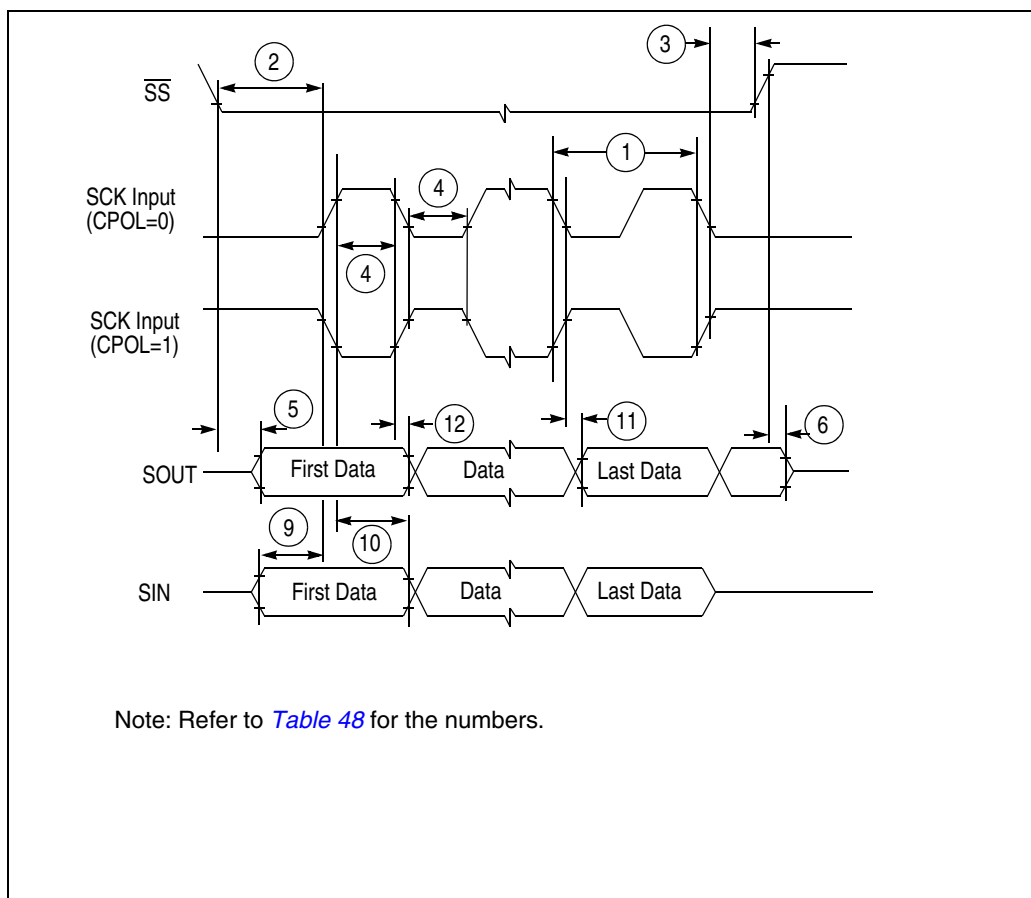 3
2
SS
1
SCK Input
(CPOL=0)
4
4
SCK Input
(CPOL=1)
5
12
11
6
SOUT
First Data
Data
Last Data
9
10
SIN
First Data
Data
Last Data
Note: Refer to Table 48 for the numbers.